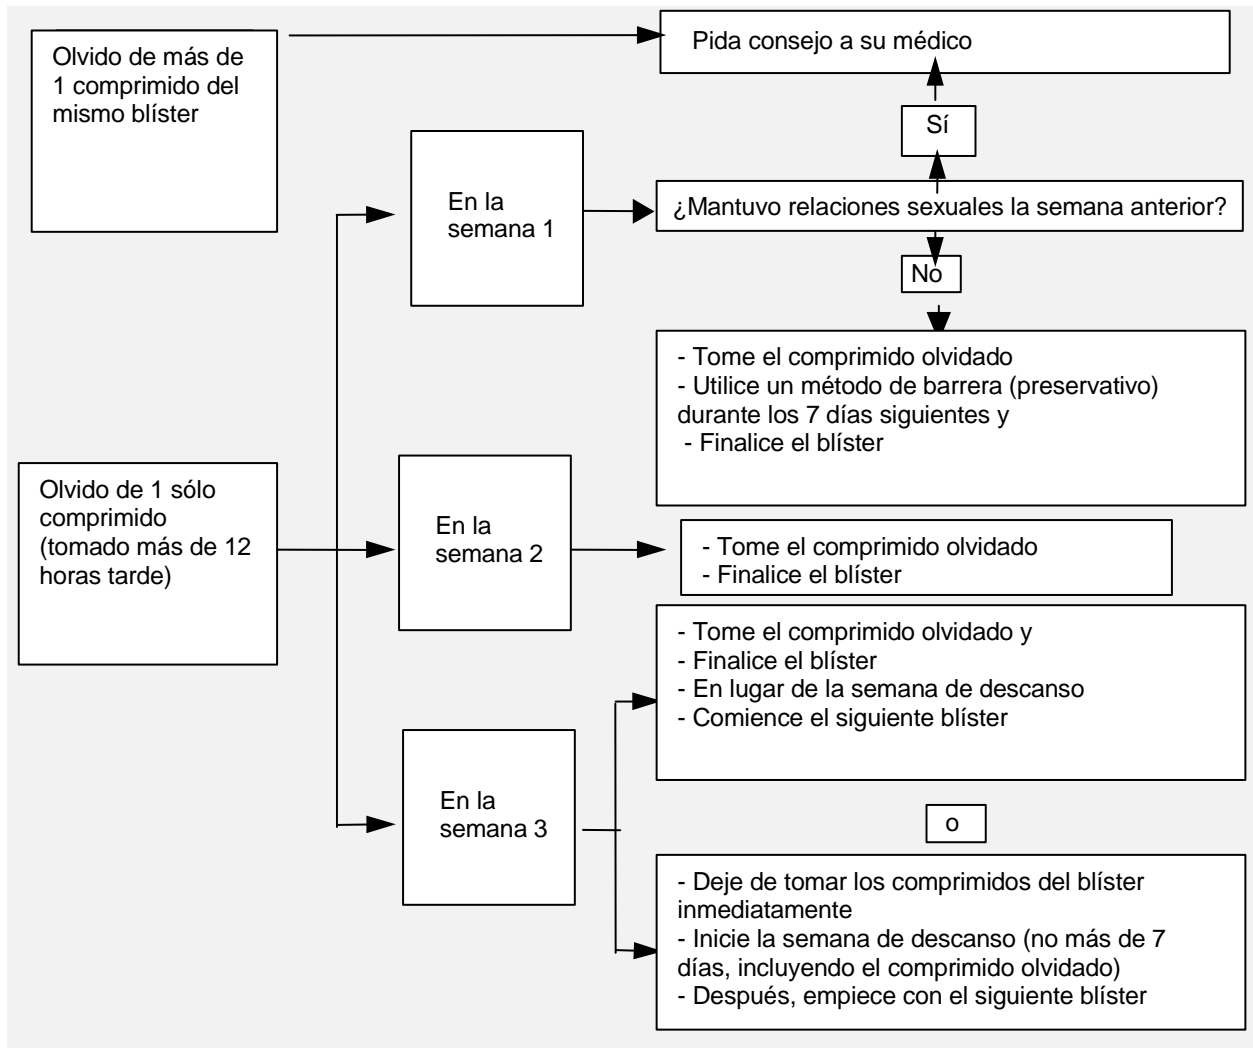 Olvido de más de
1 comprimido del
mismo blíster
Pida consejo a su médico
Sí
En la
semana 1
¿Mantuvo relaciones sexuales la semana anterior?
No
- Tome el comprimido olvidado
- Utilice un método de barrera (preservativo)
durante los 7 días siguientes y
- Finalice el blíster
Olvido de 1 sólo
comprimido
(tomado más de 12
horas tarde)
En la
semana 2
- Tome el comprimido olvidado
- Finalice el blíster
En la
semana 3
- Tome el comprimido olvidado y
- Finalice el blíster
- En lugar de la semana de descanso
- Comience el siguiente blíster
o
- Deje de tomar los comprimidos del blíster
inmediatamente
- Inicie la semana de descanso (no más de 7
días, incluyendo el comprimido olvidado)
- Después, empiece con el siguiente blíster